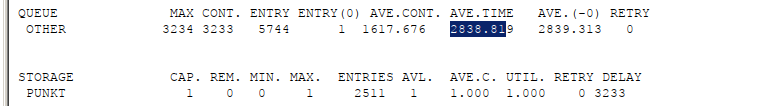 QUEUE MAX CONT. ENTRY ENTRY(0) AVE.CONT. AVE.TIME AVE.(-0) RETRY
OTHER 3234 3233 5744 1 1617.676 2838.819 2839.313 0
STORAGE CAP. REM. MIN. MAX. ENTRIES AVL. AVE.C. UTIL. RETRY DELAY
PUNKT 1 0 0 1 2511 1 1.000 1.000 0 3233